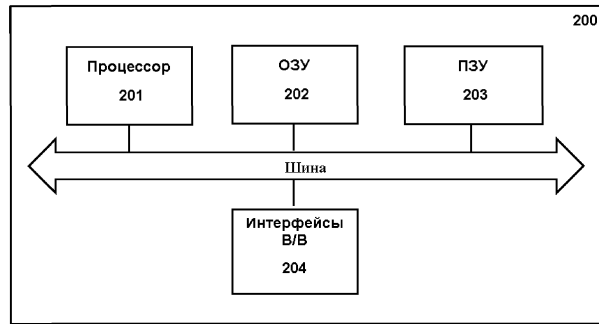 200
Процессор
201
ОЗУ
202
ПЗУ
203
Шина
Интерфейсы
В/В
204